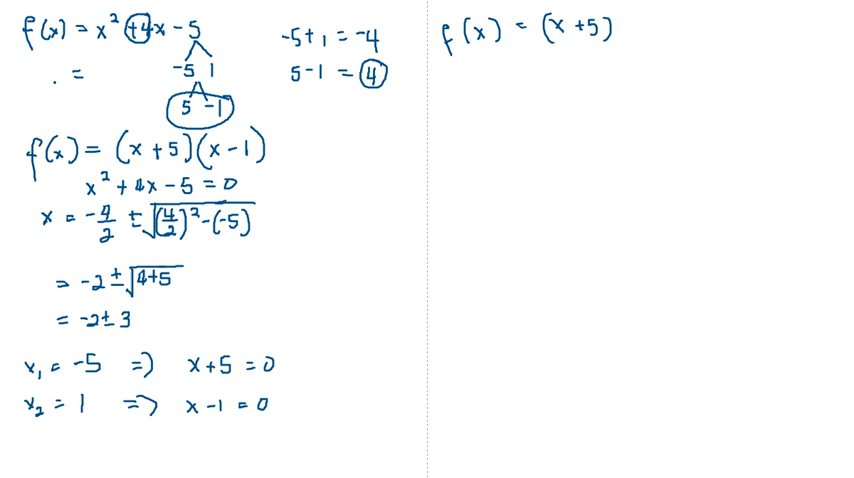 f(x) = x² +4x - 5
-5+1 = -4
. =
-5 1
5-1 = 4
5 -1
f(x) = (x+5)(x-1)
x² + 4x - 5 = 0
x = -4/2 ± √((4/2)² - (-5))
= -2 ± √(4+5)
= -2 ± 3
x₁ = -5 => x+5 = 0
x₂ = 1 => x-1 = 0
f(x) = (x+5)